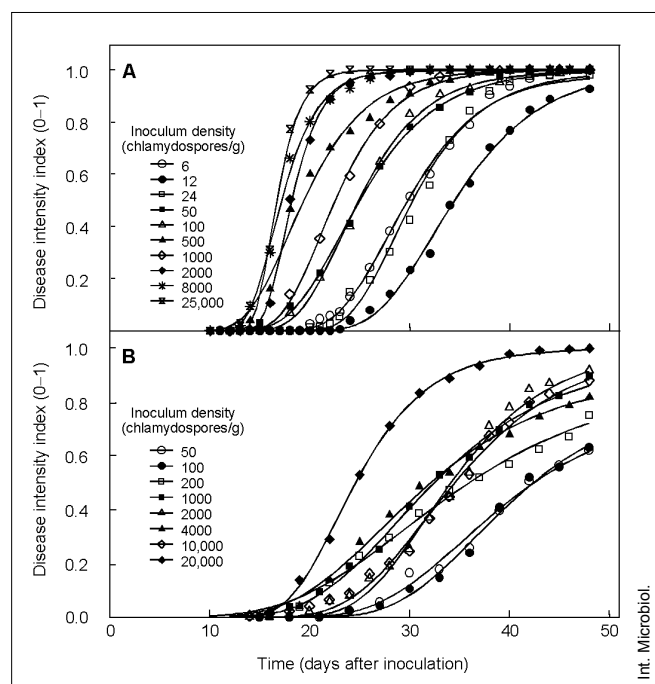 A
1.0
0.8
0.6
0.4
0.2
Disease intensity index (0–1)
Inoculum density
(chlamydospores/g)
6
12
24
50
100
500
1000
2000
8000
25,000
B
1.0
0.8
0.6
0.4
0.2
0.0
Disease intensity index (0–1)
Inoculum density
(chlamydospores/g)
50
100
200
1000
2000
4000
10,000
20,000
0 10 20 30 40 50
Time (days after inoculation)
Int. Microbiol.